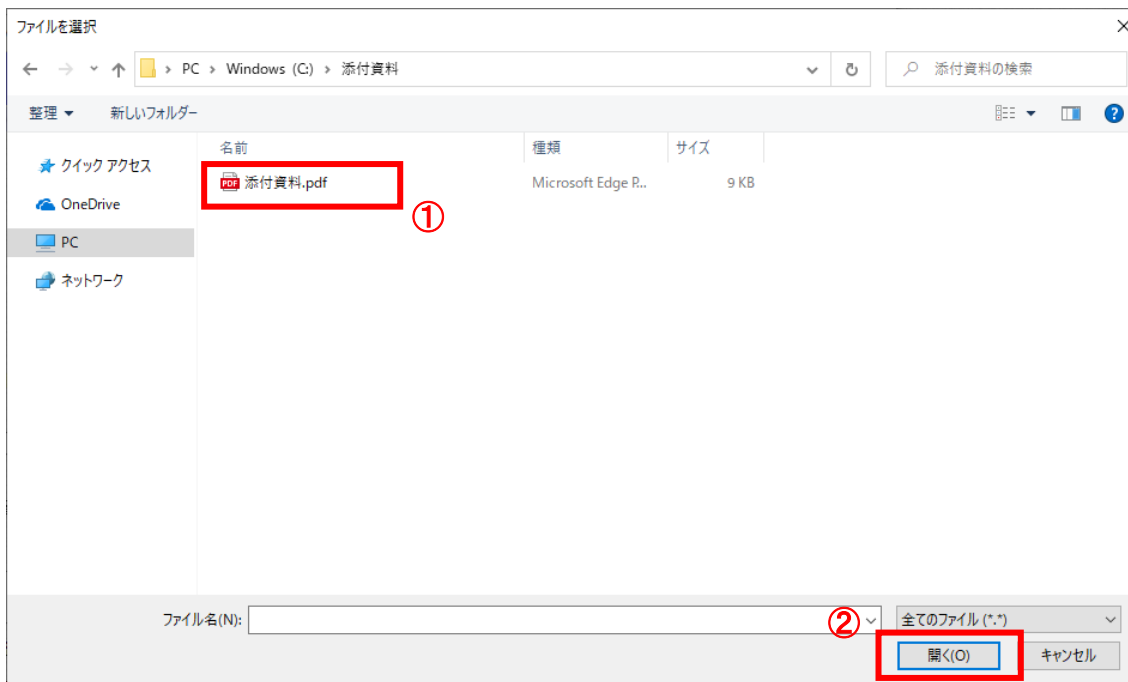 ファイルを選択
PC › Windows (C:) › 添付資料
添付資料の検索
整理 新しいフォルダー
名前 種類 サイズ
クイック アクセス
添付資料.pdf Microsoft Edge P... 9 KB
①
OneDrive
PC
ネットワーク
ファイル名(N): ② 全てのファイル (*.*)
開く(O) キャンセル